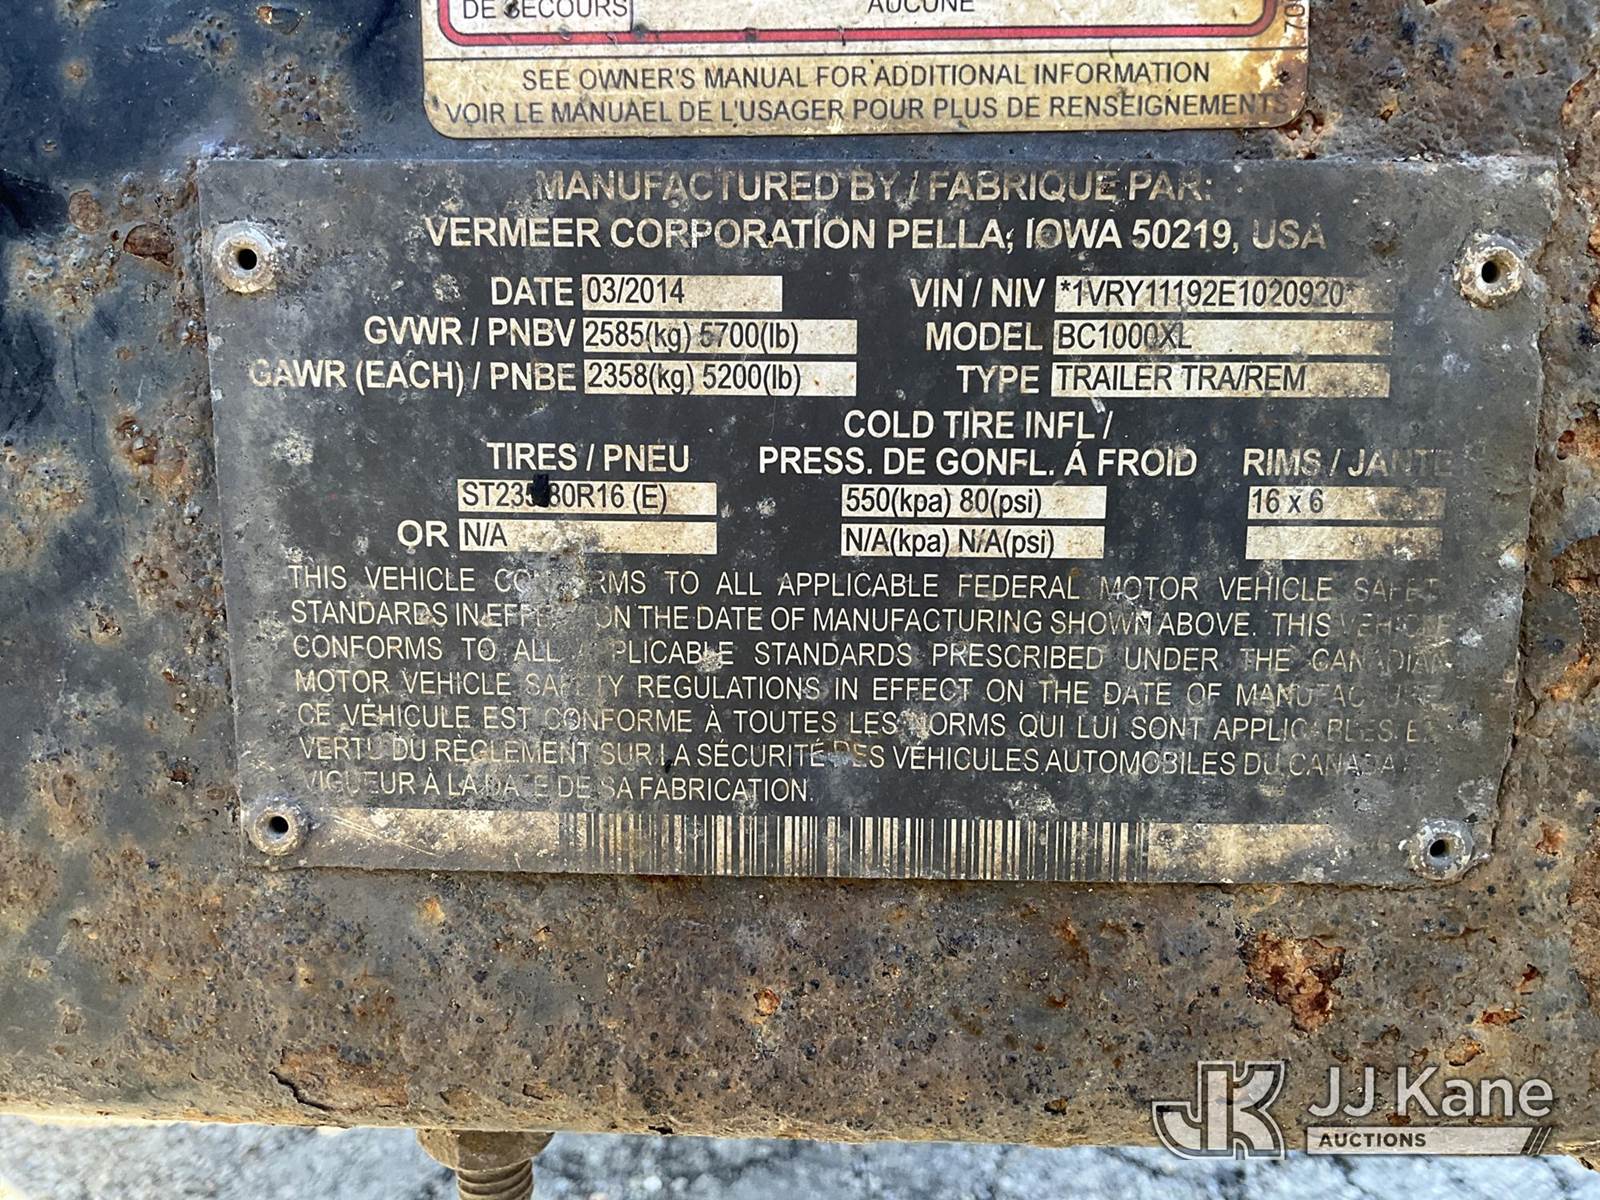 DE SECOURS AUCUNE
SEE OWNER'S MANUAL FOR ADDITIONAL INFORMATION
VOIR LE MANUAEL DE L'USAGER POUR PLUS DE RENSEIGNEMENTS
MANUFACTURED BY / FABRIQUE PAR:
VERMEER CORPORATION PELLA, IOWA 50219, USA
DATE 03/2014 VIN / NIV *1VRY11192E1020920*
GVWR / PNBV 2585(kg) 5700(lb) MODEL BC1000XL
GAWR (EACH) / PNBE 2358(kg) 5200(lb) TYPE TRAILER TRA/REM
COLD TIRE INFL /
TIRES / PNEU PRESS. DE GONFL. Á FROID RIMS / JANTE
ST235/80R16 (E) 550(kpa) 80(psi) 16 x 6
OR N/A N/A(kpa) N/A(psi)
THIS VEHICLE CONFORMS TO ALL APPLICABLE FEDERAL MOTOR VEHICLE SAFETY
STANDARDS IN EFFECT ON THE DATE OF MANUFACTURING SHOWN ABOVE. THIS VEHICLE
CONFORMS TO ALL APPLICABLE STANDARDS PRESCRIBED UNDER THE CANADIAN
MOTOR VEHICLE SAFETY REGULATIONS IN EFFECT ON THE DATE OF MANUFACTURE
CE VÉHICULE EST CONFORME À TOUTES LES NORMS QUI LUI SONT APPLICABLES EN
VERTU DU RÈGLEMENT SUR LA SÉCURITÉ DES VÉHICULES AUTOMOBILES DU CANADA
VIGUEUR À LA DATE DE SA FABRICATION.
JK JJ Kane
AUCTIONS